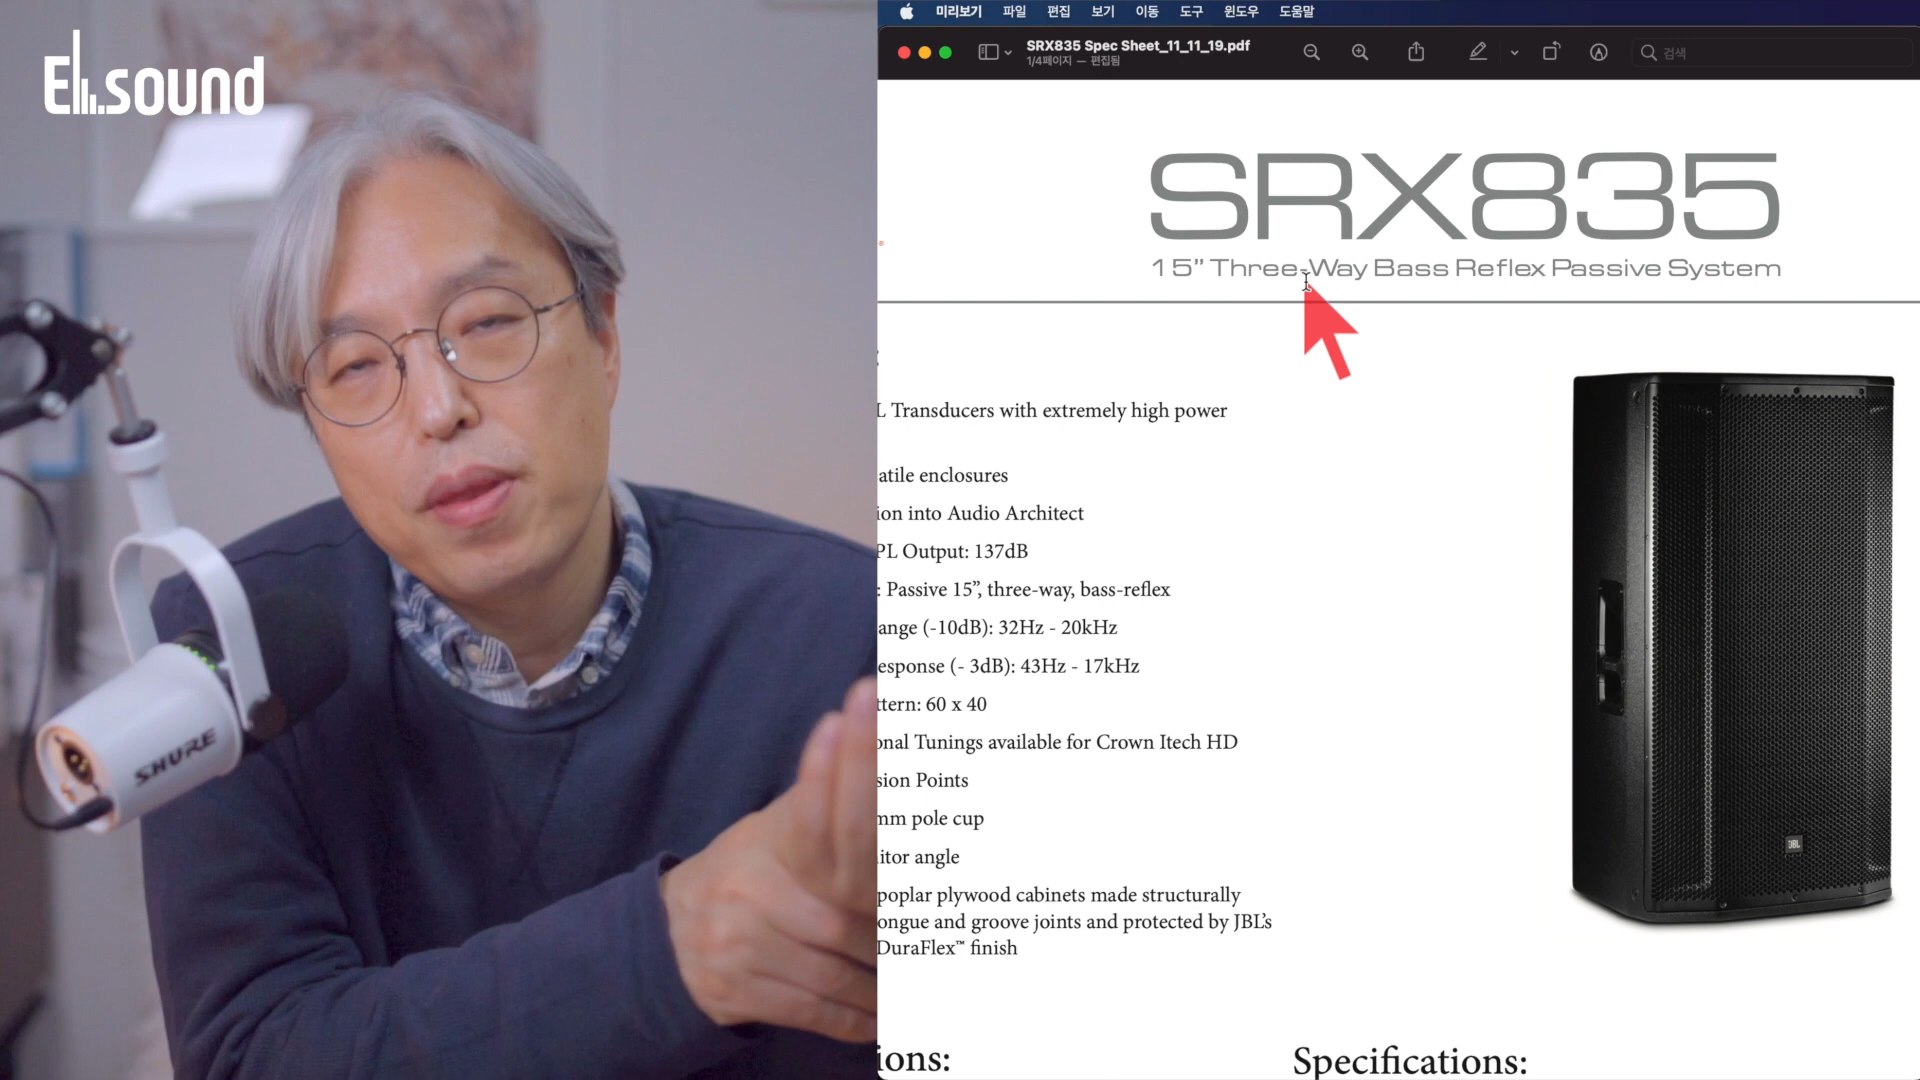 El.sound
SHURE
미리보기 파일 편집 보기 이동 도구 윈도우 도움말
SRX835 Spec Sheet_11_11_19.pdf
1/4페이지 — 편집됨
검색
SRX835
15” Three-Way Bass Reflex Passive System
L Transducers with extremely high power
atile enclosures
ion into Audio Architect
PL Output: 137dB
: Passive 15”, three-way, bass-reflex
ange (-10dB): 32Hz - 20kHz
esponse (- 3dB): 43Hz - 17kHz
ttern: 60 x 40
onal Tunings available for Crown Itech HD
sion Points
mm pole cup
itor angle
poplar plywood cabinets made structurally
ongue and groove joints and protected by JBL’s
DuraFlex™ finish
JBL
ions:
Specifications: